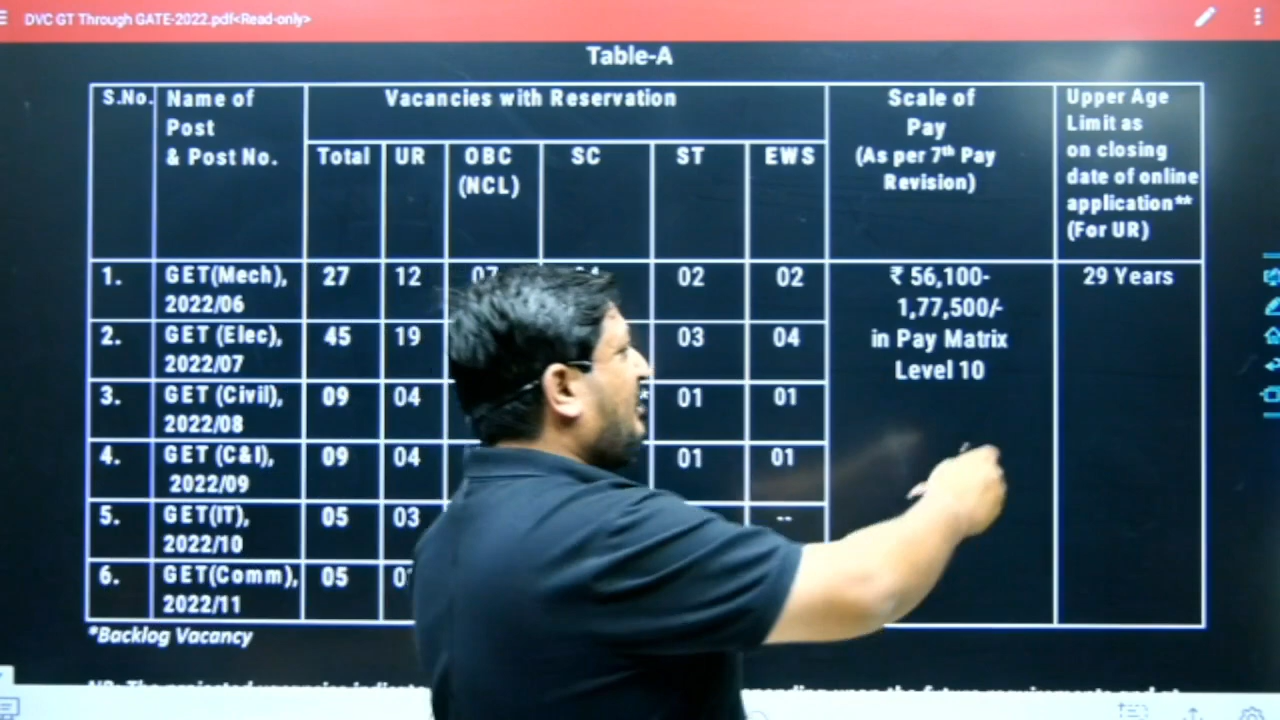 DVC GT Through GATE-2022.pdf<Read-only>
Table-A
S.No. Name of Post & Post No. Vacancies with Reservation Scale of Pay (As per 7th Pay Revision) Upper Age Limit as on closing date of online application** (For UR)
Total UR OBC (NCL) SC ST EWS
1. GET(Mech), 2022/06 27 12 07 02 02 ₹ 56,100- 1,77,500/- in Pay Matrix Level 10 29 Years
2. GET (Elec), 2022/07 45 19 03 04
3. GET (Civil), 2022/08 09 04 * 01 01
4. GET (C&I), 2022/09 09 04 01 01
5. GET(IT), 2022/10 05 03 --
6. GET(Comm), 2022/11 05
*Backlog Vacancy